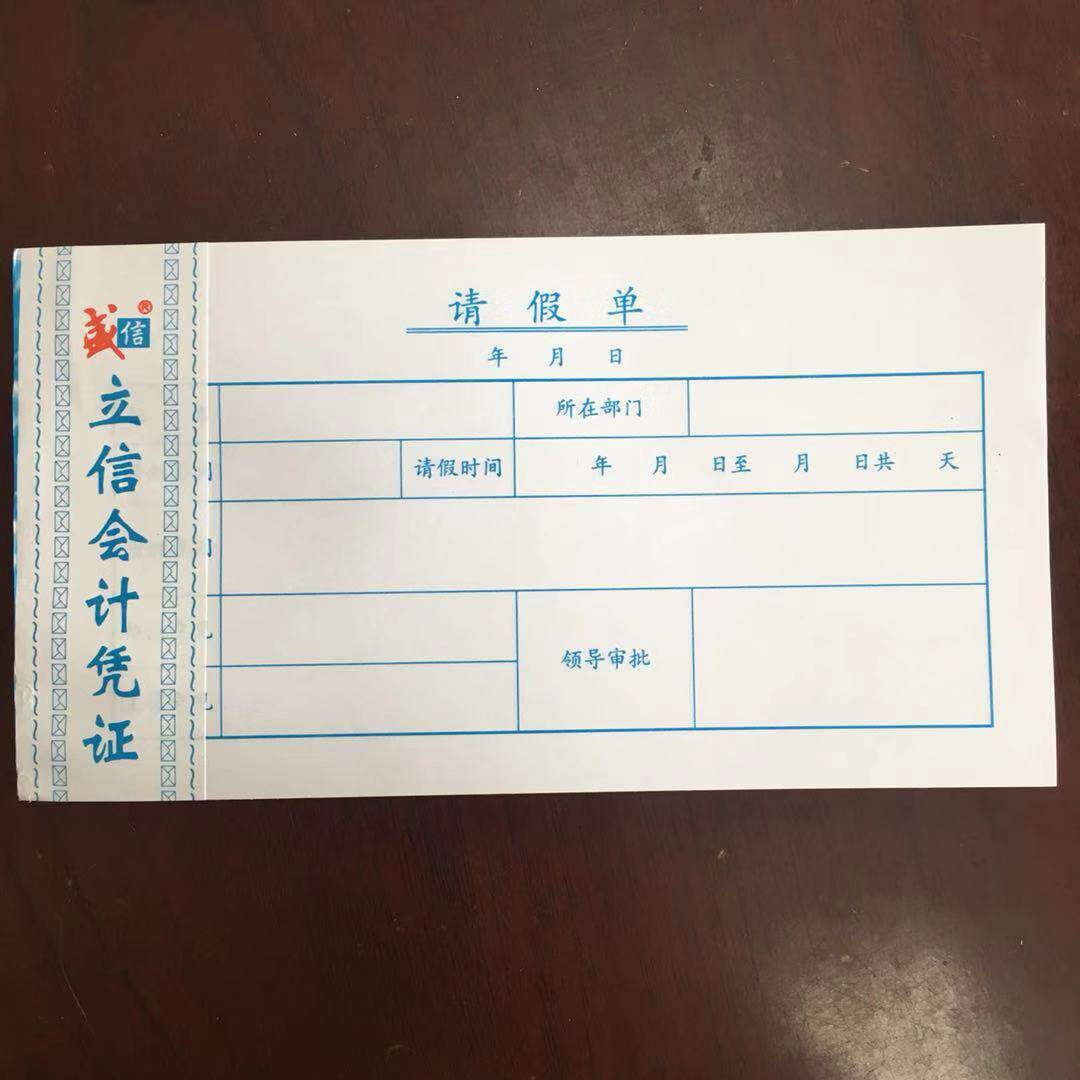 盛信®
立信会计凭证
请假单
年 月 日
所在部门
请假时间 年 月 日至 月 日共 天
领导审批